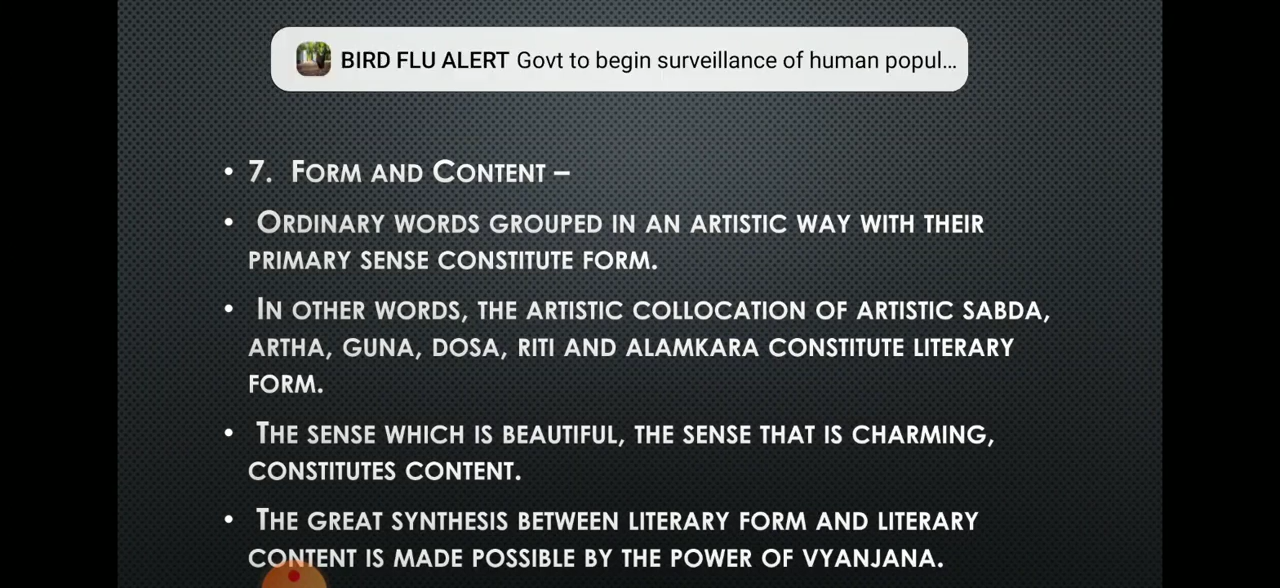 BIRD FLU ALERT Govt to begin surveillance of human popul...
• 7. FORM AND CONTENT –
• ORDINARY WORDS GROUPED IN AN ARTISTIC WAY WITH THEIR
PRIMARY SENSE CONSTITUTE FORM.
• IN OTHER WORDS, THE ARTISTIC COLLOCATION OF ARTISTIC SABDA,
ARTHA, GUNA, DOSA, RITI AND ALAMKARA CONSTITUTE LITERARY
FORM.
• THE SENSE WHICH IS BEAUTIFUL, THE SENSE THAT IS CHARMING,
CONSTITUTES CONTENT.
• THE GREAT SYNTHESIS BETWEEN LITERARY FORM AND LITERARY
CONTENT IS MADE POSSIBLE BY THE POWER OF VYANJANA.